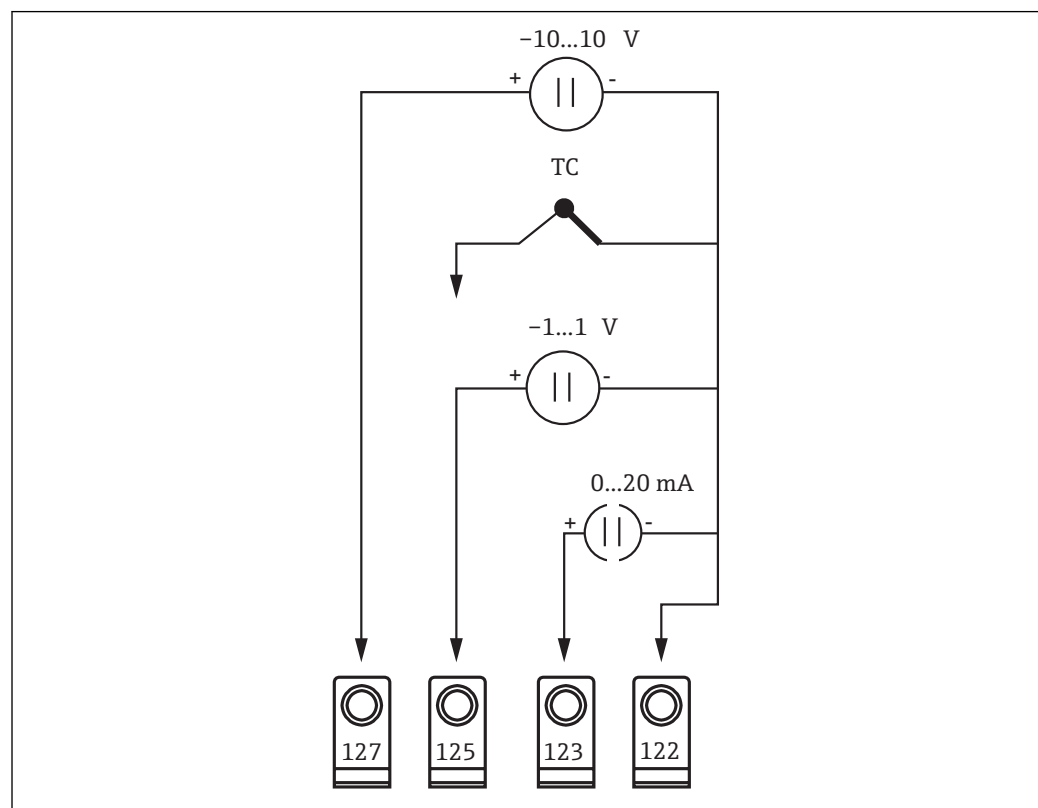 −10...10 V
+ -
TC
−1...1 V
+ -
0...20 mA
+ -
127 125 123 122